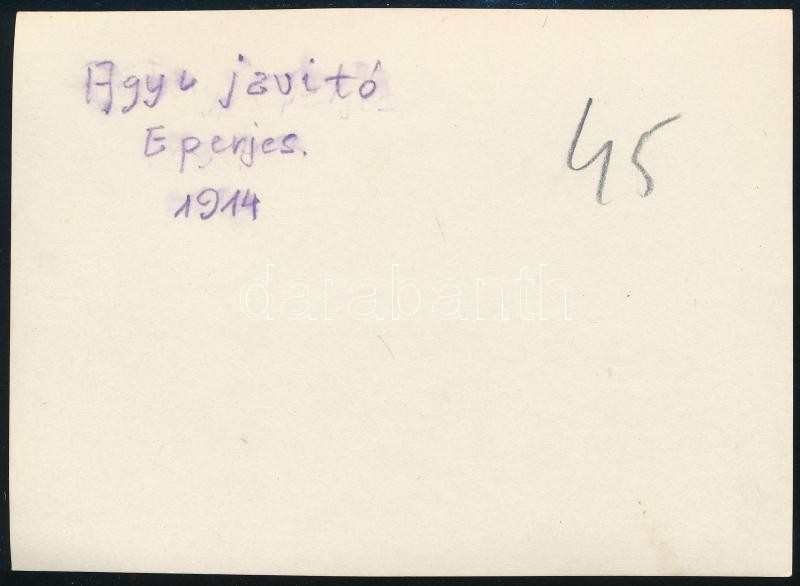 Agyu javitó
Eperjes.
1914
45
darabanth